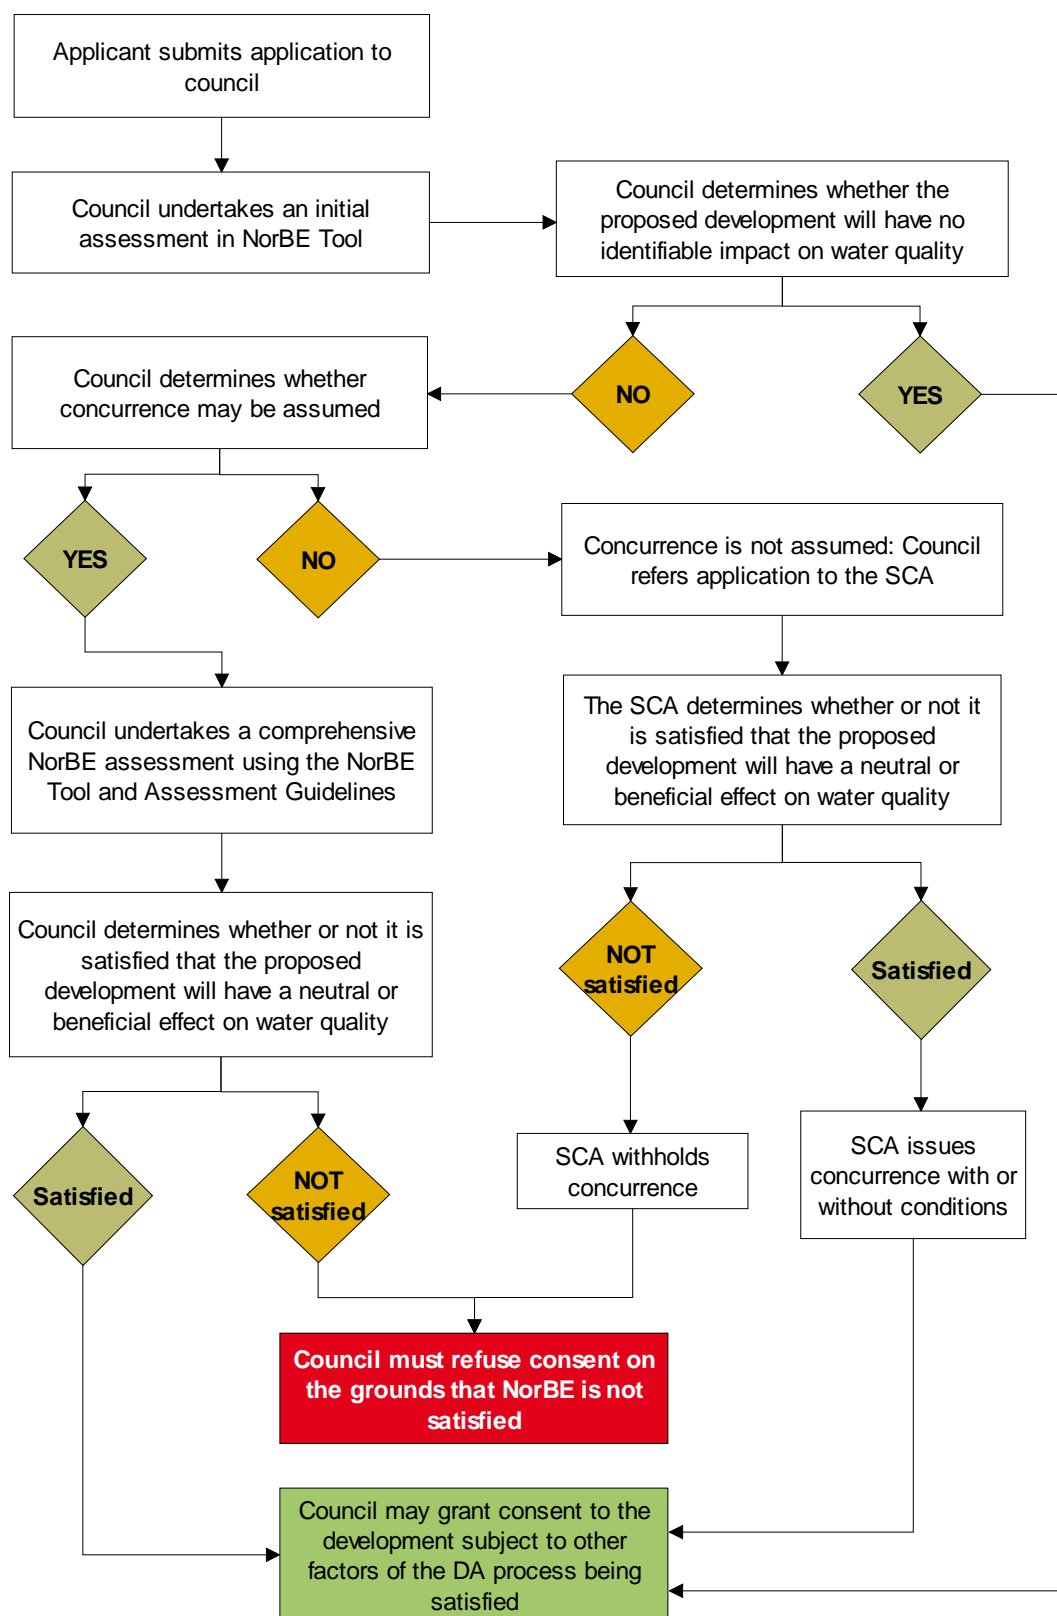 Applicant submits application to
council
Council undertakes an initial
assessment in NorBE Tool
Council determines whether the
proposed development will have no
identifiable impact on water quality
NO
YES
Council determines whether
concurrence may be assumed
YES
NO
Concurrence is not assumed: Council
refers application to the SCA
Council undertakes a comprehensive
NorBE assessment using the NorBE
Tool and Assessment Guidelines
The SCA determines whether or not it
is satisfied that the proposed
development will have a neutral or
beneficial effect on water quality
Council determines whether or not it is
satisfied that the proposed
development will have a neutral or
beneficial effect on water quality
NOT
satisfied
Satisfied
Satisfied
NOT
satisfied
SCA withholds
concurrence
SCA issues
concurrence with or
without conditions
Council must refuse consent on
the grounds that NorBE is not
satisfied
Council may grant consent to the
development subject to other
factors of the DA process being
satisfied